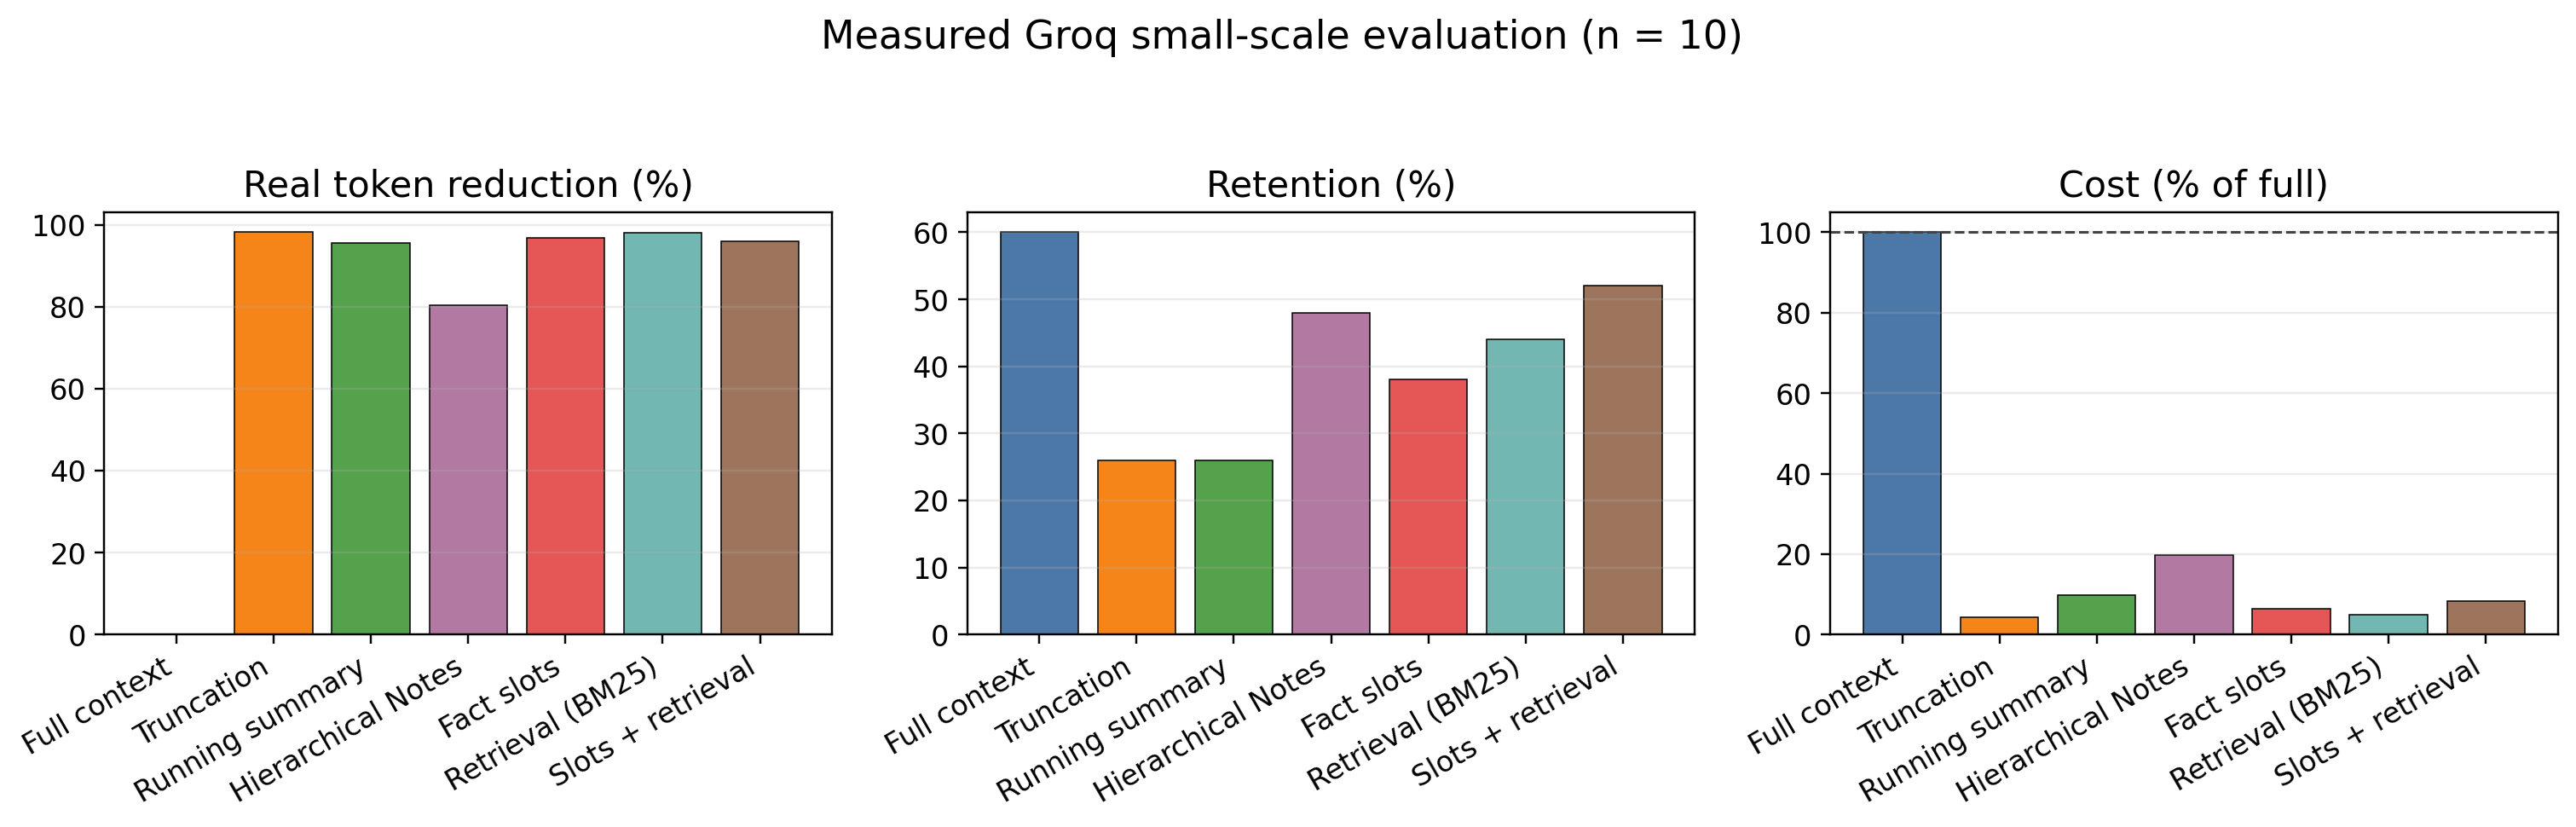 Measured Groq small-scale evaluation (n = 10)
Real token reduction (%)
100
80
60
40
20
0
Full context
Truncation
Running summary
Hierarchical Notes
Fact slots
Retrieval (BM25)
Slots + retrieval
Retention (%)
60
50
40
30
20
10
0
Full context
Truncation
Running summary
Hierarchical Notes
Fact slots
Retrieval (BM25)
Slots + retrieval
Cost (% of full)
100
80
60
40
20
0
Full context
Truncation
Running summary
Hierarchical Notes
Fact slots
Retrieval (BM25)
Slots + retrieval